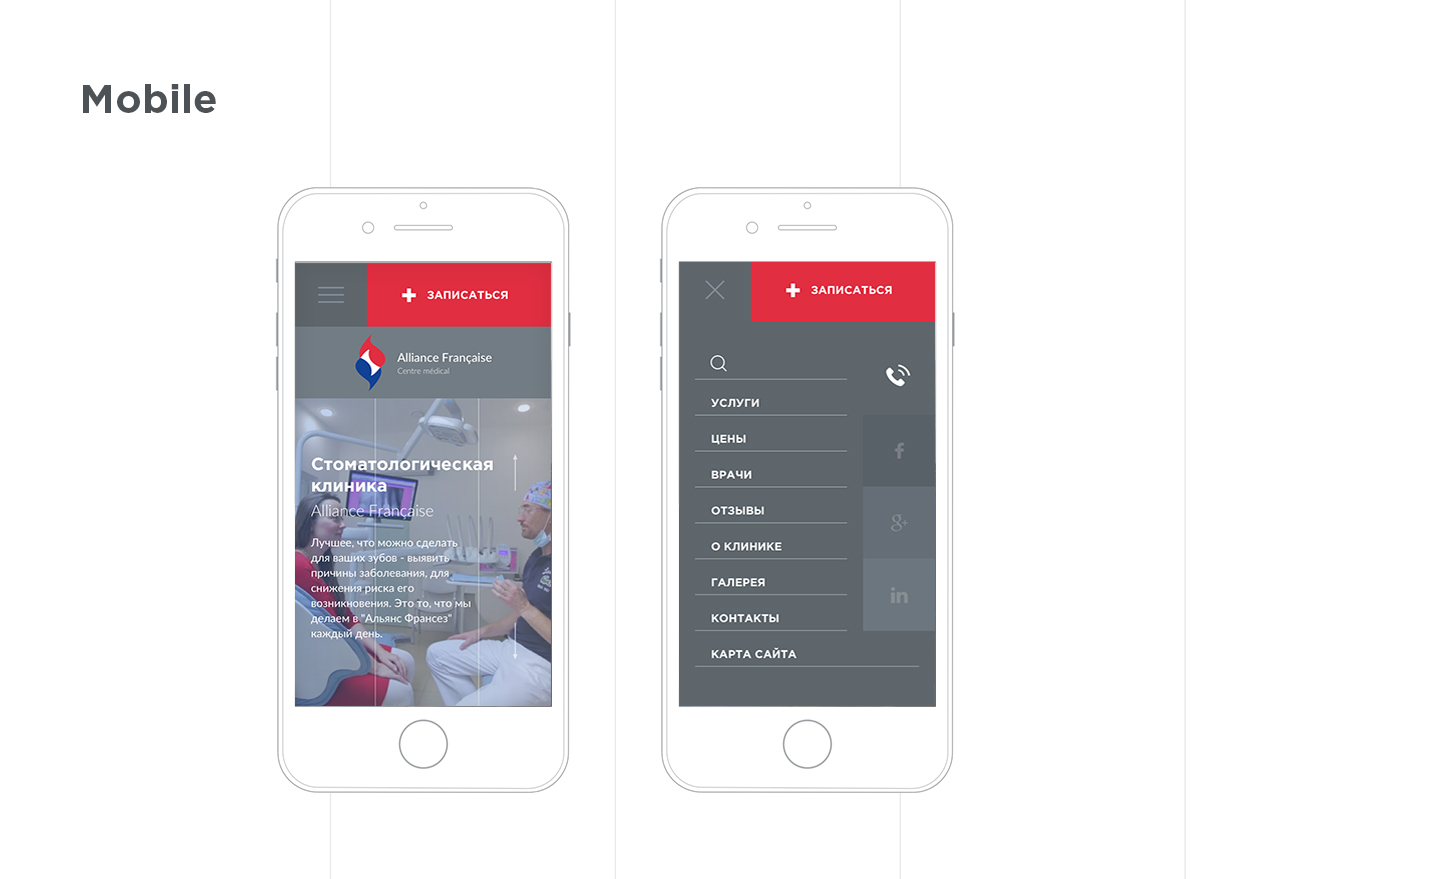 Mobile
ЗАПИСАТЬСЯ
Alliance Française
Centre médical
Стоматологическая
клиника
Alliance Française
Лучшее, что можно сделать
для ваших зубов - выявить
причины заболевания, для
снижения риска его
возникновения. Это то, что мы
делаем в "Альянс Франсез"
каждый день.
ЗАПИСАТЬСЯ
УСЛУГИ
ЦЕНЫ
ВРАЧИ
ОТЗЫВЫ
О КЛИНИКЕ
ГАЛЕРЕЯ
КОНТАКТЫ
КАРТА САЙТА
f
g+
in